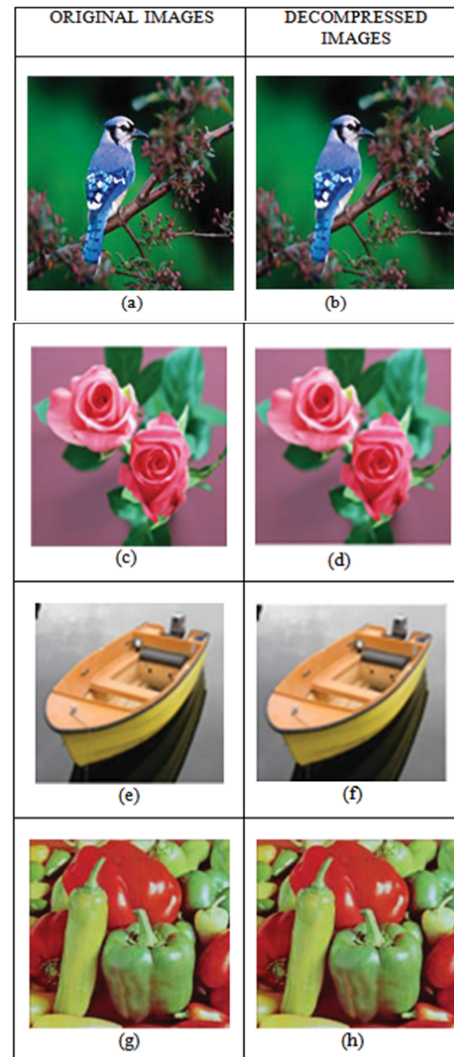 ORIGINAL IMAGES
DECOMPRESSED
IMAGES
(a)
(b)
(c)
(d)
(e)
(f)
(g)
(h)